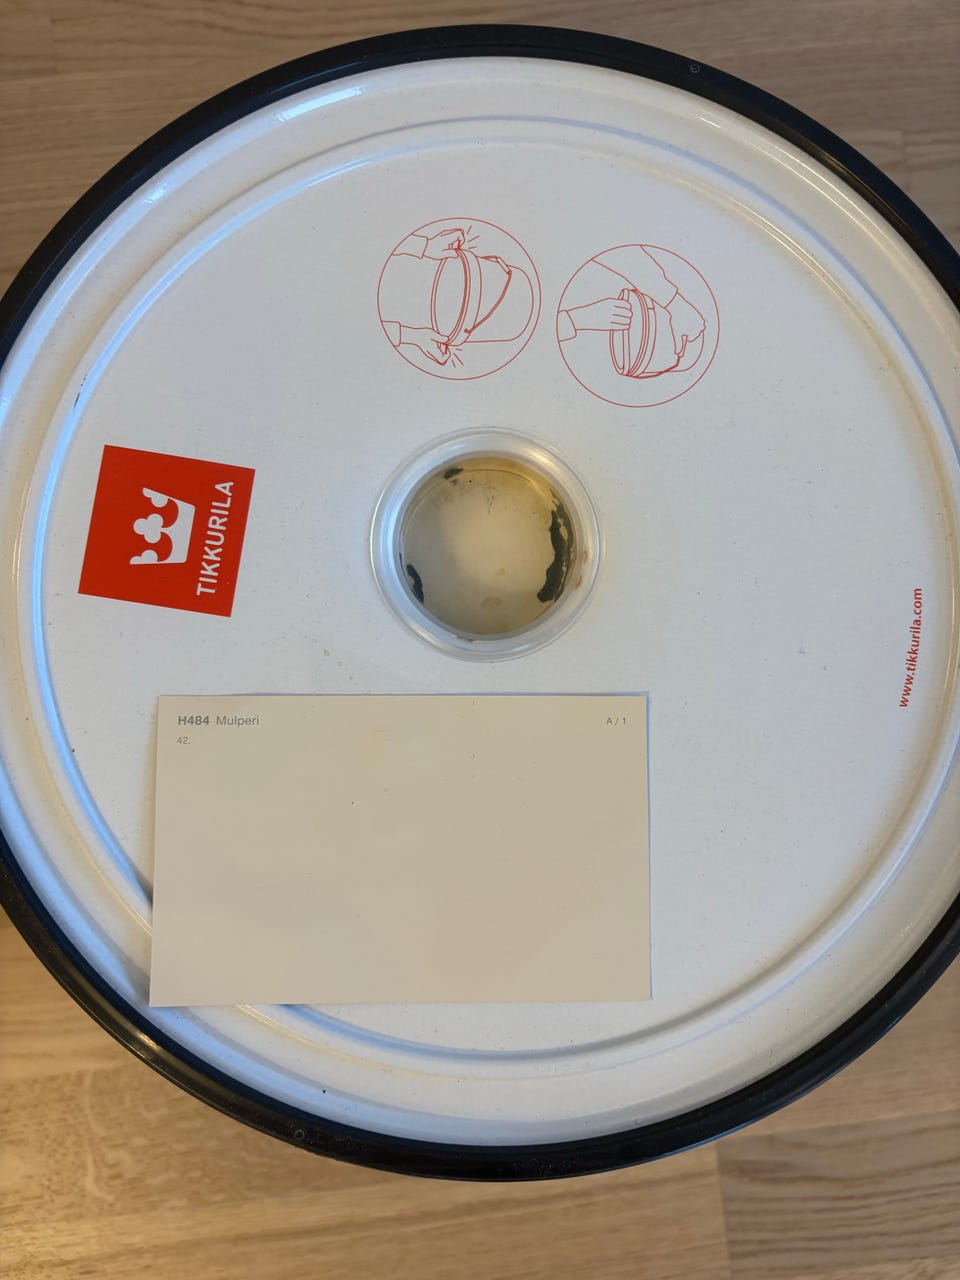 TIKKURILA
www.tikkurila.com
H484 Mulperi
A / 1
42.